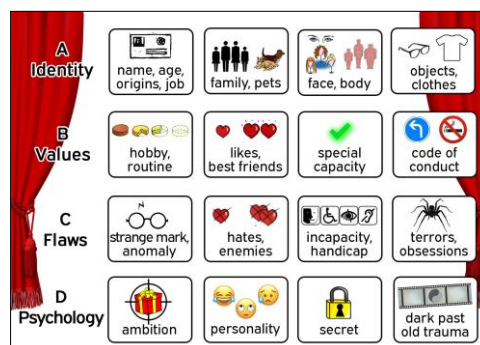 A
Identity
name, age,
origins, job
family, pets
face, body
objects,
clothes
B
Values
hobby,
routine
likes,
best friends
special
capacity
code of
conduct
C
Flaws
strange mark,
anomaly
hates,
enemies
incapacity,
handicap
terrors,
obsessions
D
Psychology
ambition
personality
secret
dark past
old trauma